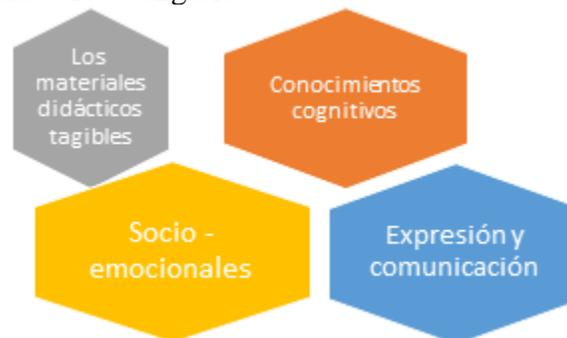 Los
materiales
didácticos
tagibles
Conocimientos
cognitivos
Socio -
emocionales
Expresión y
comunicación